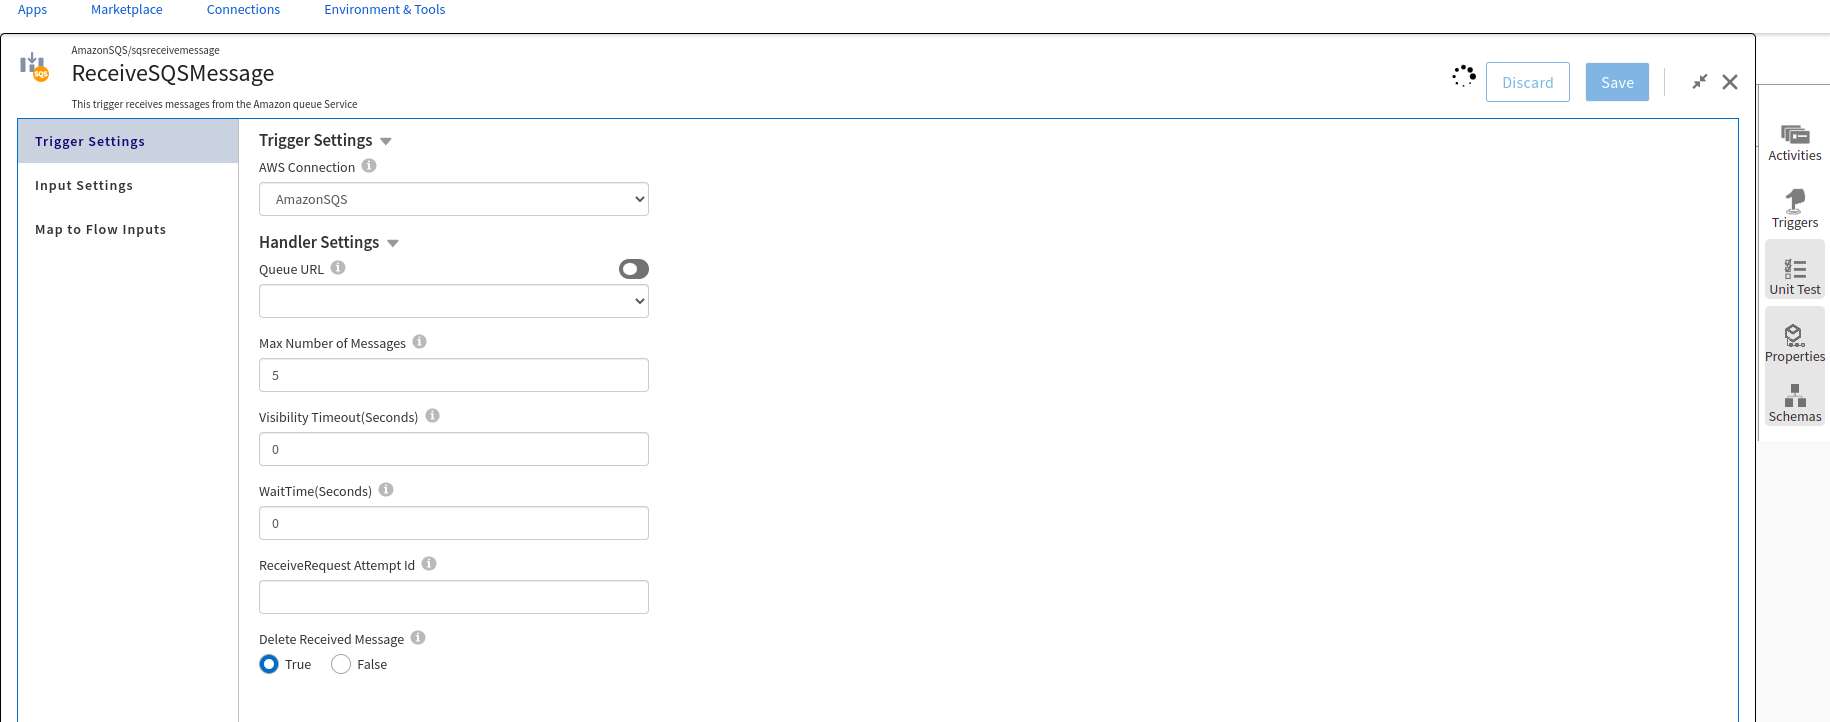 Apps Marketplace Connections Environment & Tools
AmazonSQS/sqsreceivemessage
SQS
ReceiveSQSMessage
This trigger receives messages from the Amazon queue Service
Discard Save
Trigger Settings
Input Settings
Map to Flow Inputs
Trigger Settings
AWS Connection
AmazonSQS
Handler Settings
Queue URL
Max Number of Messages
5
Visibility Timeout(Seconds)
0
WaitTime(Seconds)
0
ReceiveRequest Attempt Id
Delete Received Message
True False
Activities
Triggers
Unit Test
Properties
Schemas